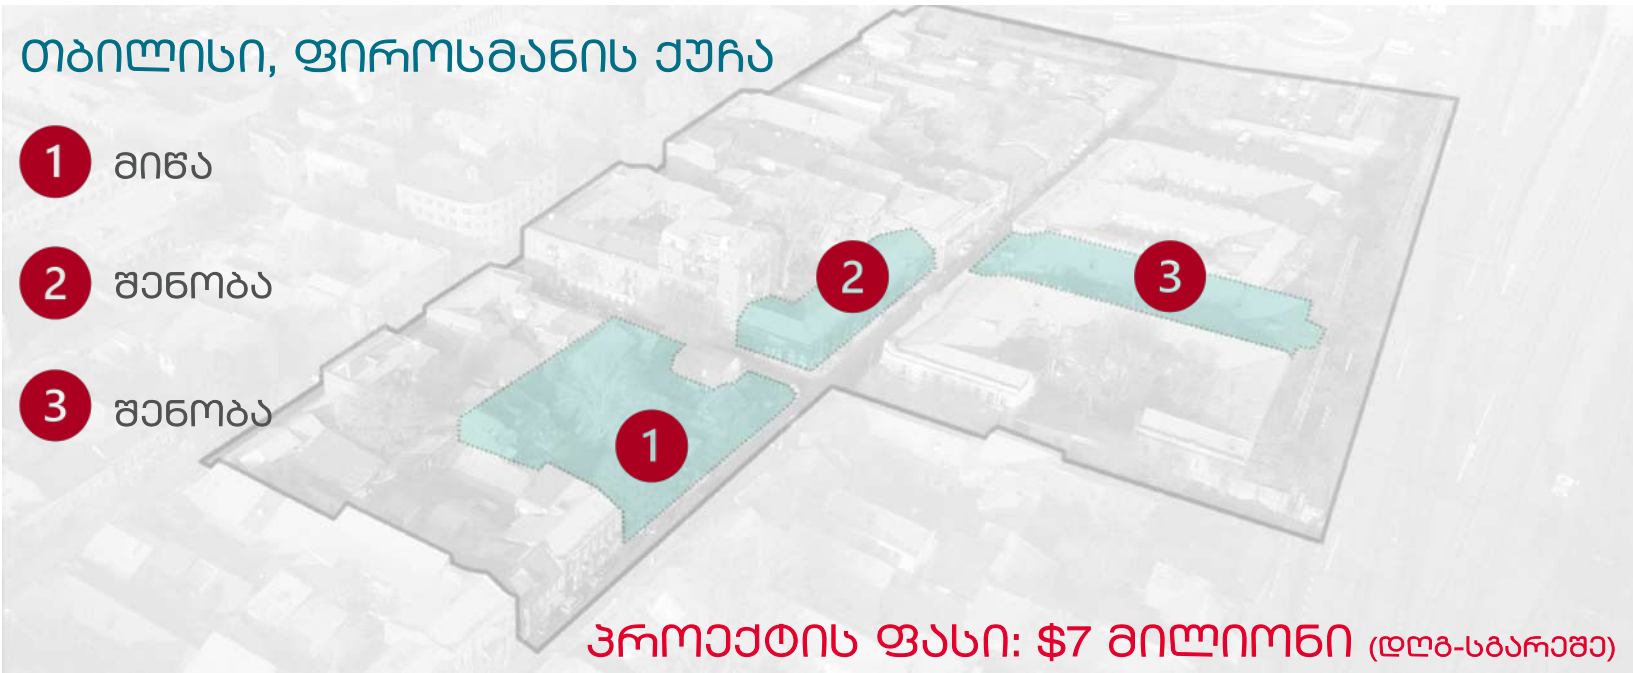 თბილისი, ფიროსმანის ქუჩა
1 მიწა
2 შენობა
3 შენობა
2
3
1
პროექტის ფასი: $7 მილიონი (დღგ-სგარეშე)